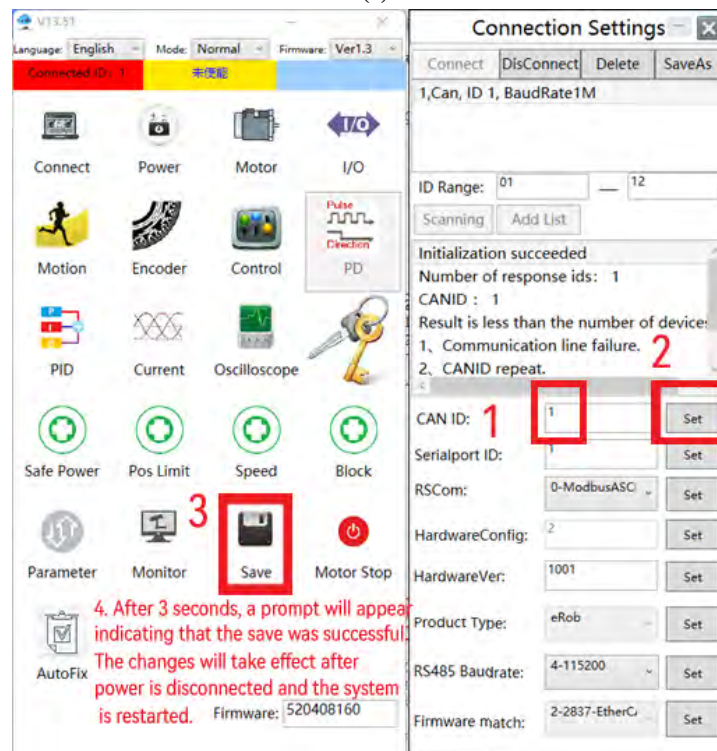 V13.51
Language: English Mode: Normal Firmware: Ver1.3
Connected ID: 1 未使能
Connect Power Motor I/O
I/O
Motion Encoder Control PD
Pulse
Direction
PID Current Oscilloscope
P
I
Safe Power Pos Limit Speed Block
3
Parameter Monitor Save Motor Stop
4. After 3 seconds, a prompt will appear
indicating that the save was successful.
The changes will take effect after
power is disconnected and the system
is restarted.
AutoFix
Firmware: 520408160
Connection Settings
Connect DisConnect Delete SaveAs
1,Can, ID 1, BaudRate1M
ID Range: 01 — 12
Scanning Add List
Initialization succeeded
Number of response ids: 1
CANID : 1
Result is less than the number of devices
1、Communication line failure.
2、CANID repeat.
2
CAN ID: 1 1 Set
Serialport ID: 1 Set
RSCom: 0-ModbusASC Set
HardwareConfig: 2 Set
HardwareVer: 1001 Set
Product Type: eRob Set
RS485 Baudrate: 4-115200 Set
Firmware match: 2-2837-EtherC Set